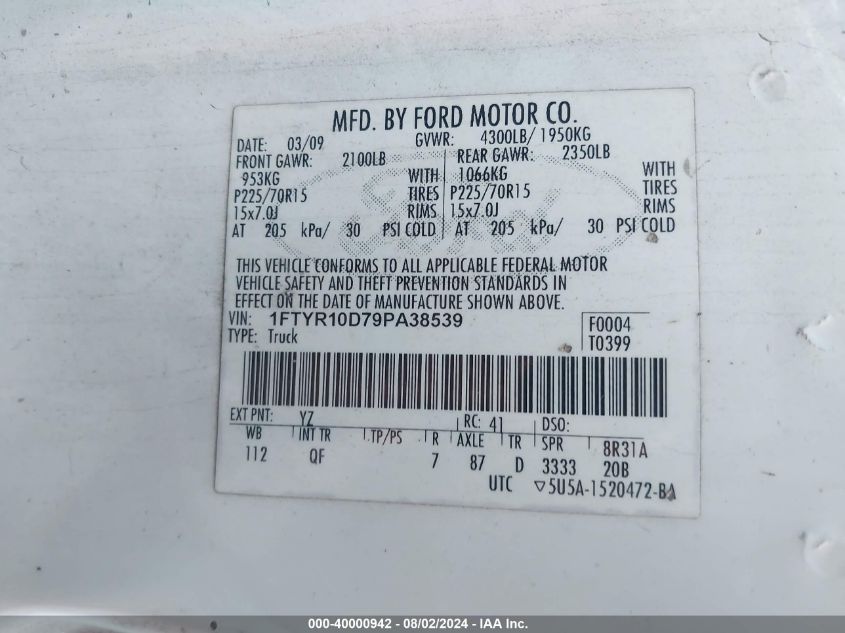 MFD. BY FORD MOTOR CO.
DATE: 03/09 GVWR: 4300LB/ 1950KG
FRONT GAWR: 2100LB REAR GAWR: 2350LB
953KG WITH 1066KG WITH
P225/70R15 TIRES P225/70R15 TIRES
15x7.0J RIMS 15x7.0J RIMS
AT 205 kPa/ 30 PSI COLD AT 205 kPa/ 30 PSI COLD
Ford
THIS VEHICLE CONFORMS TO ALL APPLICABLE FEDERAL MOTOR
VEHICLE SAFETY AND THEFT PREVENTION STANDARDS IN
EFFECT ON THE DATE OF MANUFACTURE SHOWN ABOVE.
VIN: 1FTYR10D79PA38539 F0004
TYPE: Truck T0399
EXT PNT: YZ RC: 41 DSO:
WB INT TR TP/PS R AXLE TR SPR 8R31A
112 QF 7 87 D 3333 20B
UTC ▽5U5A-1520472-BA
000-40000942 - 08/02/2024 - IAA Inc.